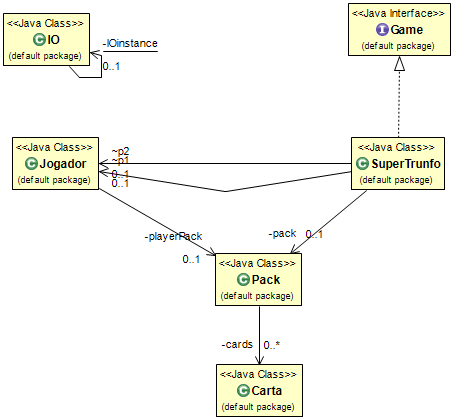 <<Java Class>>
IO
(default package)
-IOinstance
0..1
<<Java Interface>>
Game
(default package)
<<Java Class>>
Jogador
(default package)
~p2
~p1
0..1
0..1
<<Java Class>>
SuperTrunfo
(default package)
-playerPack
0..1
-pack
0..1
<<Java Class>>
Pack
(default package)
-cards
0..*
<<Java Class>>
Carta
(default package)